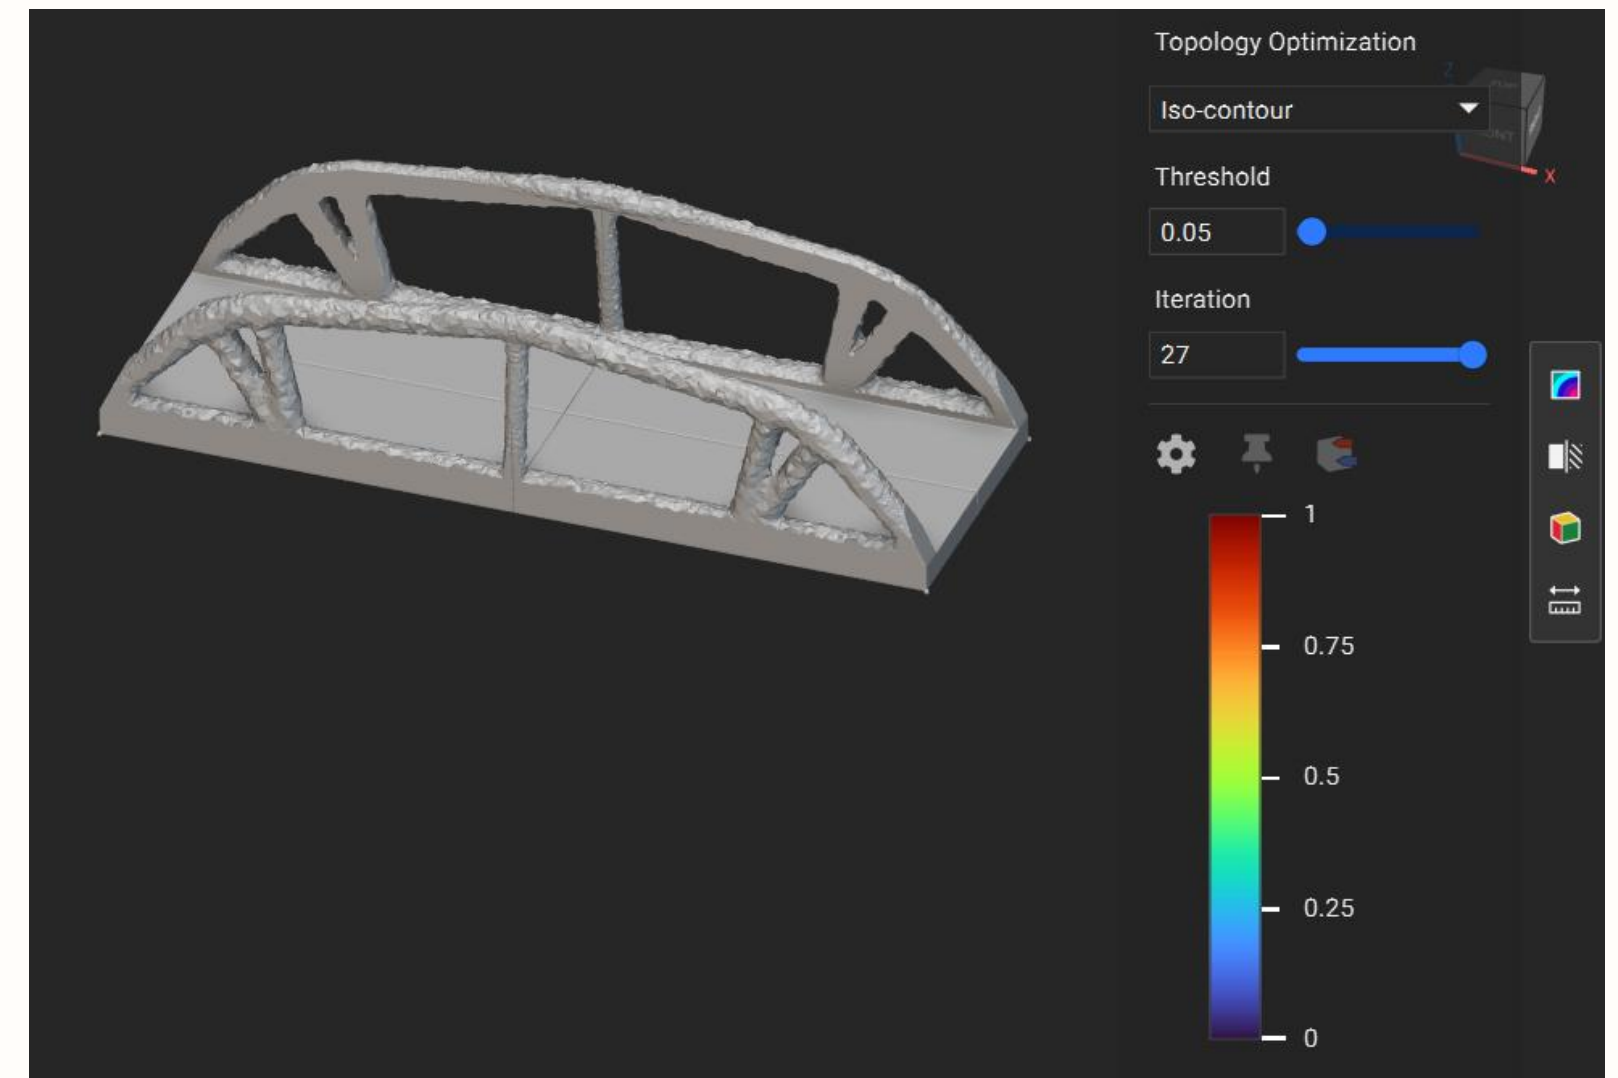 Topology Optimization
Z
Iso-contour
X
Threshold
0.05
Iteration
27
1
0.75
0.5
0.25
0